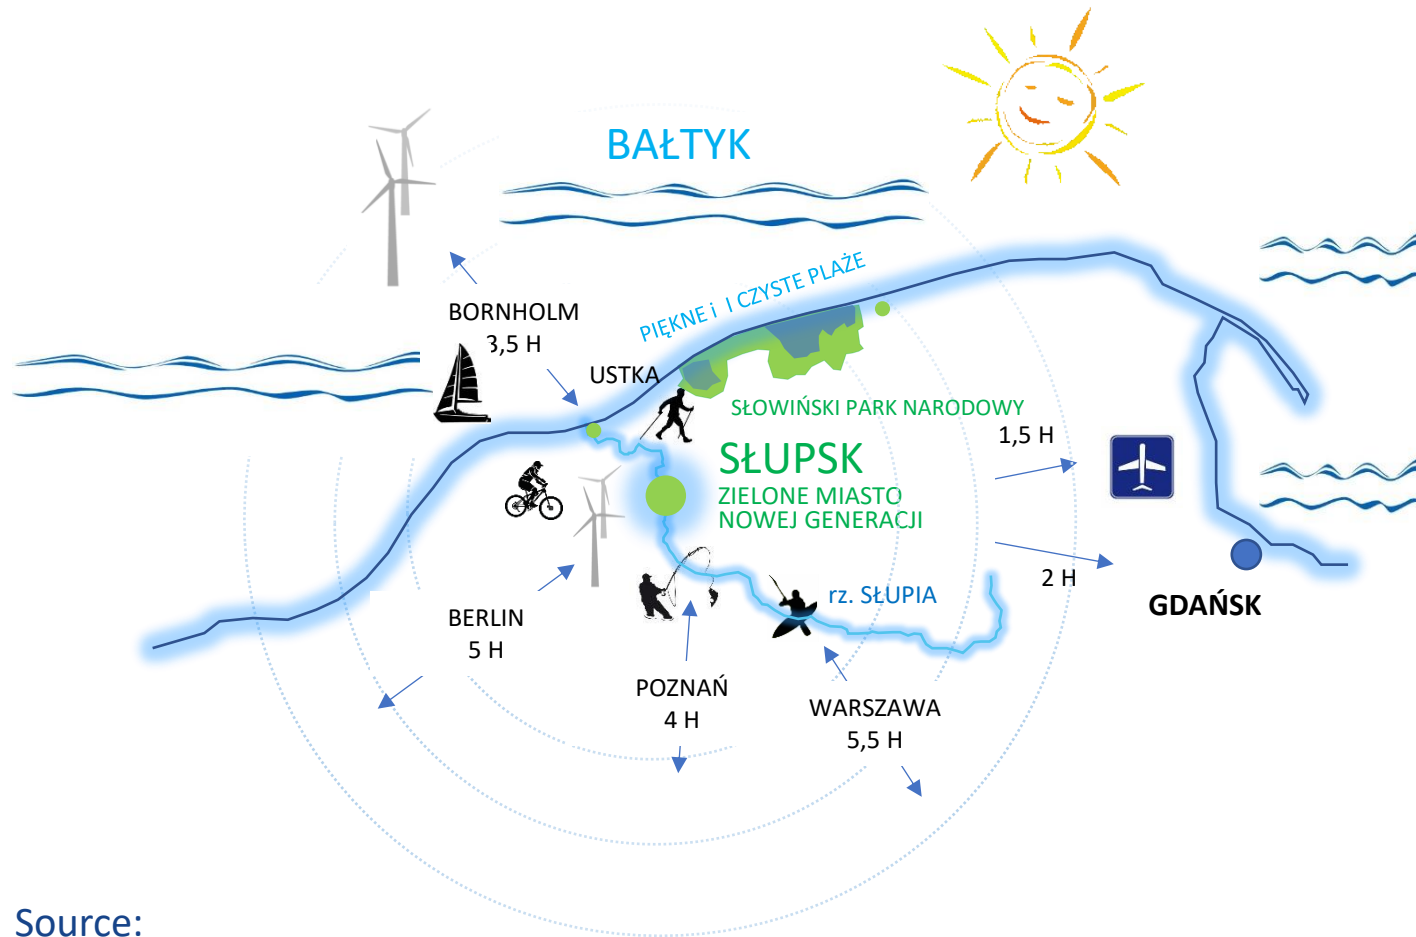 BAŁTYK
PIĘKNE i I CZYSTE PLAŻE
BORNHOLM
3,5 H
USTKA
SŁOWIŃSKI PARK NARODOWY
1,5 H
SŁUPSK
ZIELONE MIASTO
NOWEJ GENERACJI
2 H
GDAŃSK
rz. SŁUPIA
BERLIN
5 H
POZNAŃ
4 H
WARSZAWA
5,5 H
Source: